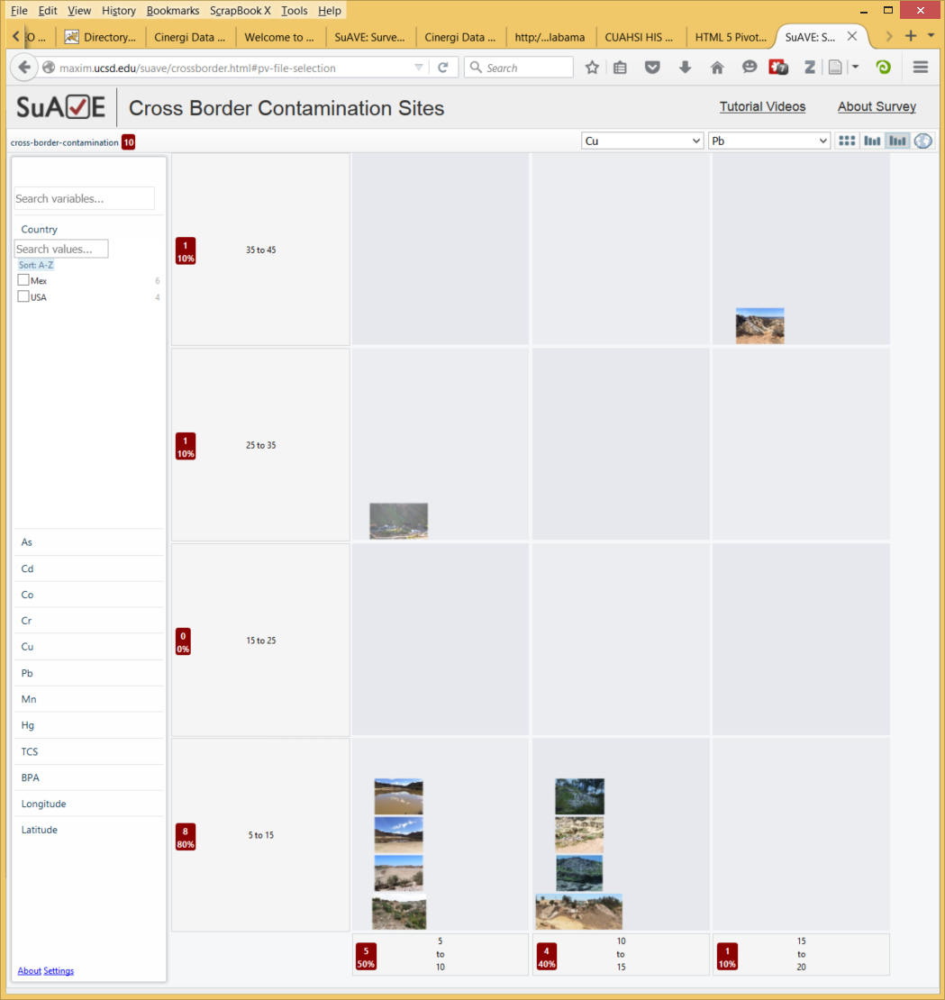 File Edit View History Bookmarks ScrapBook X Tools Help
:O ... Directory... Cinergi Data ... Welcome to ... SuAVE: Surve... Cinergi Data ... http:/...labama CUAHSI HIS ... HTML 5 Pivot... SuAVE: S...
maxim.ucsd.edu/suave/crossborder.html#pv-file-selection Search
SuAVE Cross Border Contamination Sites Tutorial Videos About Survey
cross-border-contamination 10 Cu Pb
Search variables...
Country
Search values...
Sort: A-Z
Mex 6
USA 4
As
Cd
Co
Cr
Cu
Pb
Mn
Hg
TCS
BPA
Longitude
Latitude
About Settings
1
10%
35 to 45
1
10%
25 to 35
0
0%
15 to 25
8
80%
5 to 15
5
50%
5
to
10
4
40%
10
to
15
1
10%
15
to
20